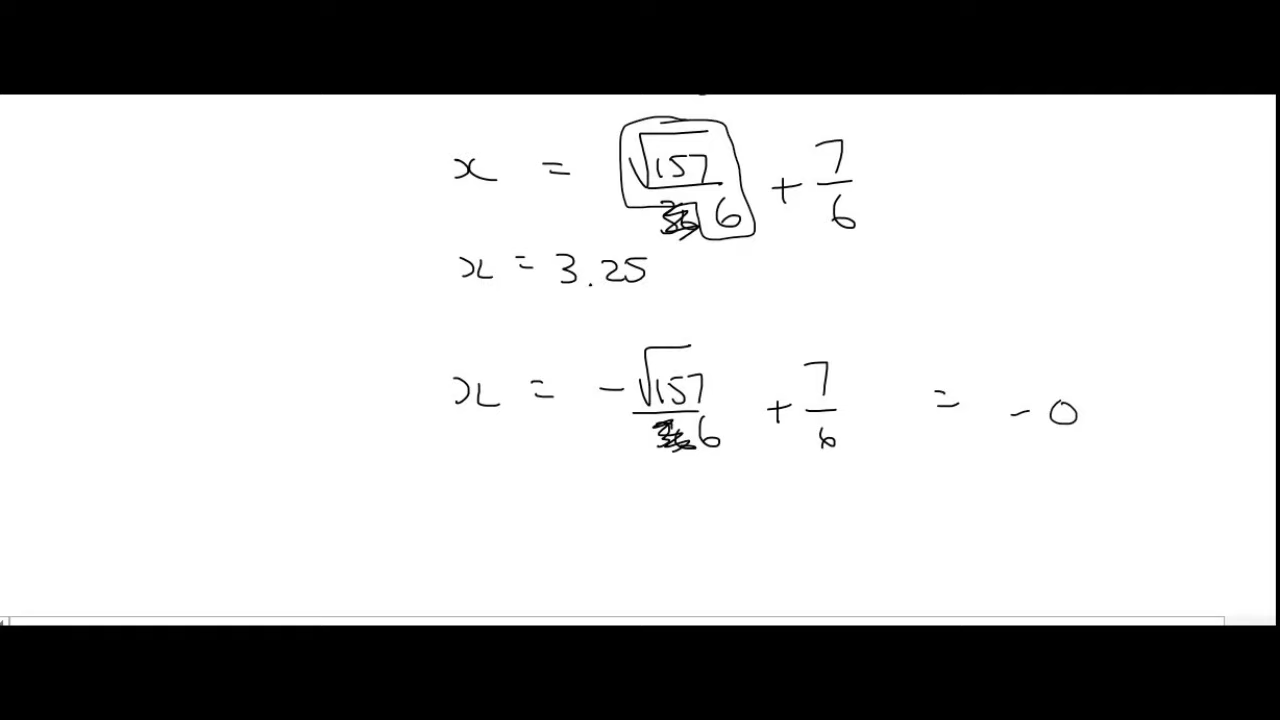 x = √157/6 + 7/6
x = 3.25
x = -√157/6 + 7/6 = -0